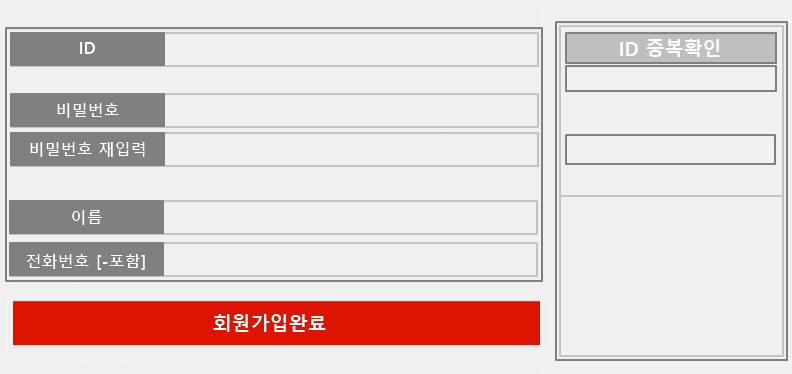 ID
비밀번호
비밀번호 재입력
이름
전화번호 [-포함]
회원가입완료
ID 중복확인